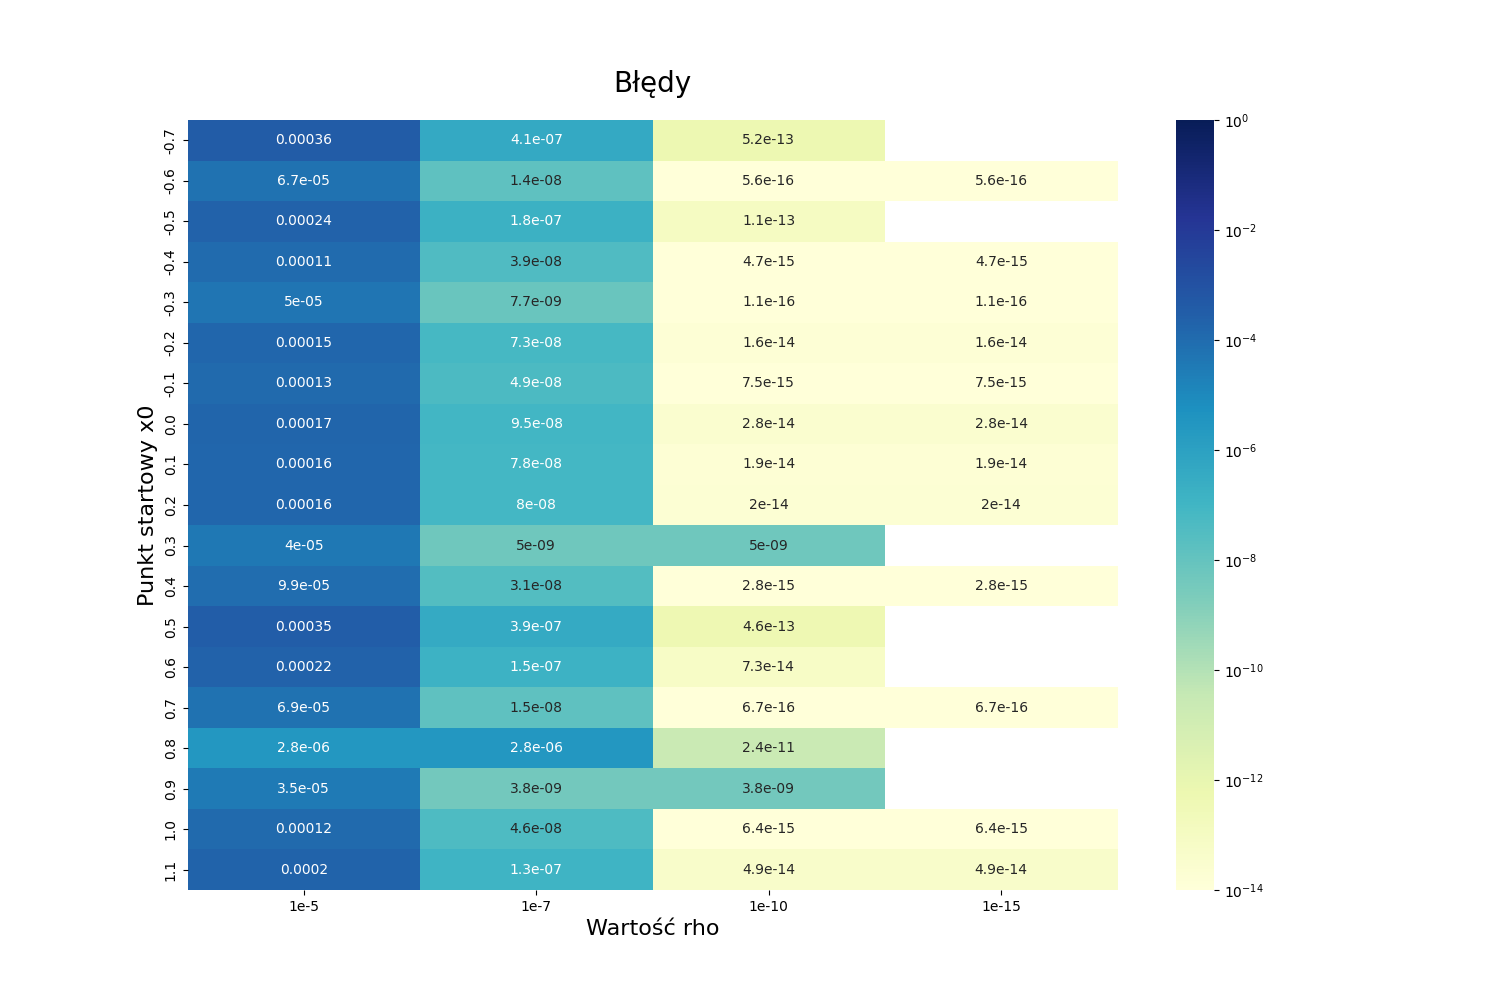 Błędy
-0.7 0.00036 4.1e-07 5.2e-13
-0.6 6.7e-05 1.4e-08 5.6e-16 5.6e-16
-0.5 0.00024 1.8e-07 1.1e-13
-0.4 0.00011 3.9e-08 4.7e-15 4.7e-15
-0.3 5e-05 7.7e-09 1.1e-16 1.1e-16
-0.2 0.00015 7.3e-08 1.6e-14 1.6e-14
-0.1 0.00013 4.9e-08 7.5e-15 7.5e-15
0.0 0.00017 9.5e-08 2.8e-14 2.8e-14
0.1 0.00016 7.8e-08 1.9e-14 1.9e-14
0.2 0.00016 8e-08 2e-14 2e-14
0.3 4e-05 5e-09 5e-09
0.4 9.9e-05 3.1e-08 2.8e-15 2.8e-15
0.5 0.00035 3.9e-07 4.6e-13
0.6 0.00022 1.5e-07 7.3e-14
0.7 6.9e-05 1.5e-08 6.7e-16 6.7e-16
0.8 2.8e-06 2.8e-06 2.4e-11
0.9 3.5e-05 3.8e-09 3.8e-09
1.0 0.00012 4.6e-08 6.4e-15 6.4e-15
1.1 0.0002 1.3e-07 4.9e-14 4.9e-14
1e-5 1e-7 1e-10 1e-15
Wartość rho
Punkt startowy x0
10⁰
10⁻²
10⁻⁴
10⁻⁶
10⁻⁸
10⁻¹⁰
10⁻¹²
10⁻¹⁴